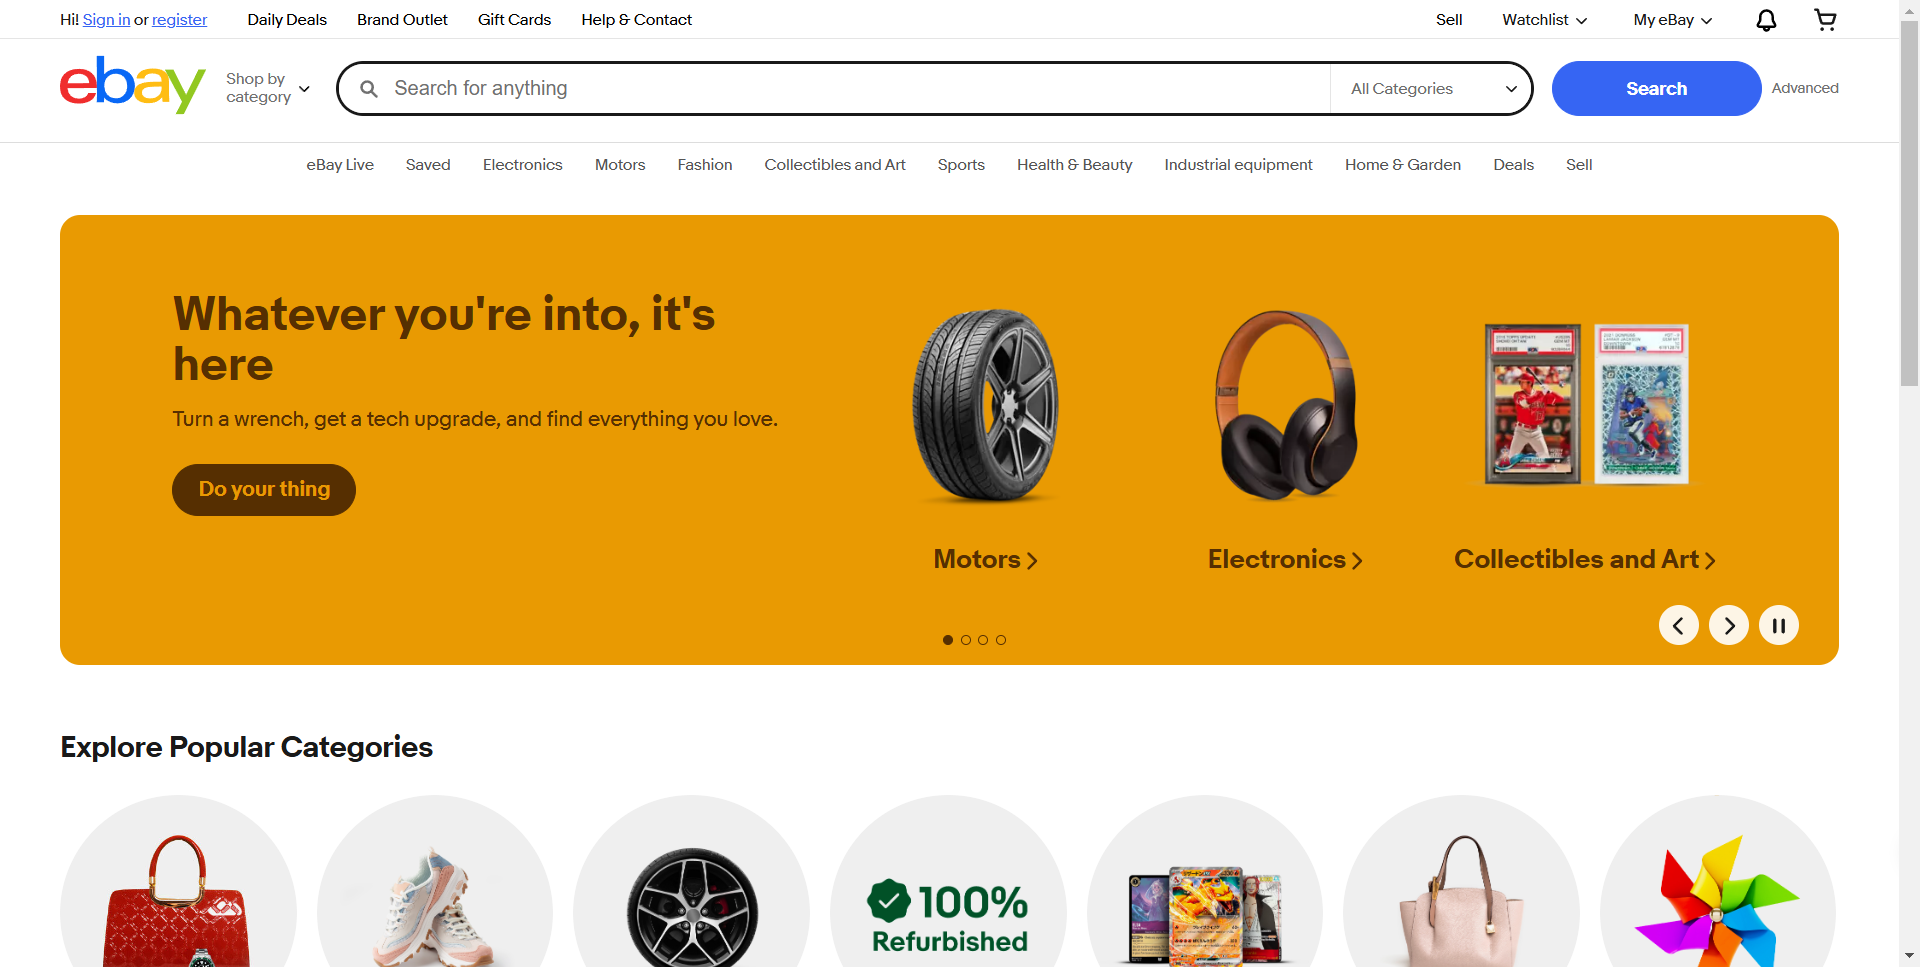 Hi! Sign in or register
Daily Deals
Brand Outlet
Gift Cards
Help & Contact
Sell
Watchlist
My eBay
ebay
Shop by
category
Search for anything
All Categories
Search
Advanced
eBay Live
Saved
Electronics
Motors
Fashion
Collectibles and Art
Sports
Health & Beauty
Industrial equipment
Home & Garden
Deals
Sell
Whatever you're into, it's
here
Turn a wrench, get a tech upgrade, and find everything you love.
Do your thing
Motors
Electronics
Collectibles and Art
Explore Popular Categories
100%
Refurbished